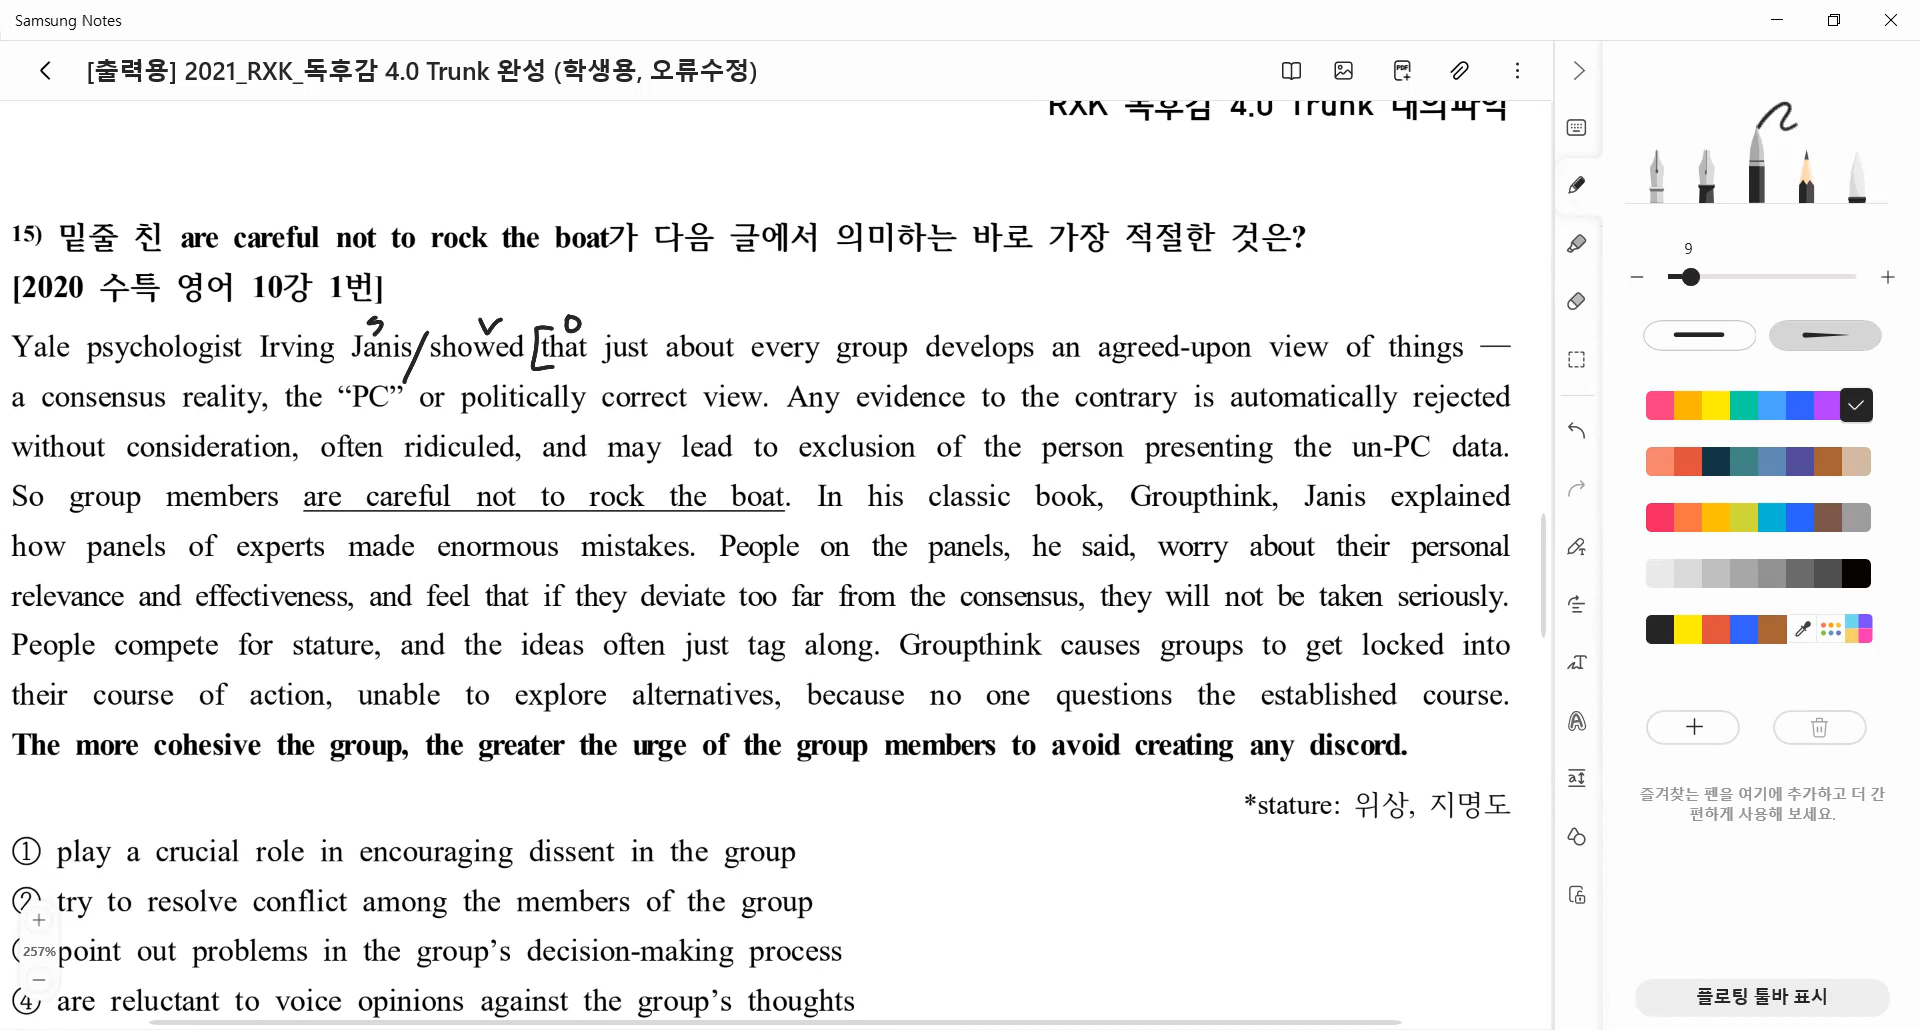 Samsung Notes
[출력용] 2021_RXK_독후감 4.0 Trunk 완성 (학생용, 오류수정)
RXK 독후감 4.0 Trunk 대의파악
15) 밑줄 친 are careful not to rock the boat가 다음 글에서 의미하는 바로 가장 적절한 것은?
[2020 수특 영어 10강 1번]
S V O
Yale psychologist Irving Janis / showed [that just about every group develops an agreed-upon view of things —
a consensus reality, the “PC” or politically correct view. Any evidence to the contrary is automatically rejected
without consideration, often ridiculed, and may lead to exclusion of the person presenting the un-PC data.
So group members are careful not to rock the boat. In his classic book, Groupthink, Janis explained
how panels of experts made enormous mistakes. People on the panels, he said, worry about their personal
relevance and effectiveness, and feel that if they deviate too far from the consensus, they will not be taken seriously.
People compete for stature, and the ideas often just tag along. Groupthink causes groups to get locked into
their course of action, unable to explore alternatives, because no one questions the established course.
The more cohesive the group, the greater the urge of the group members to avoid creating any discord.
*stature: 위상, 지명도
① play a crucial role in encouraging dissent in the group
② try to resolve conflict among the members of the group
point out problems in the group’s decision-making process
④ are reluctant to voice opinions against the group’s thoughts
257%
PDF
9
즐겨찾는 펜을 여기에 추가하고 더 간
편하게 사용해 보세요.
플로팅 툴바 표시